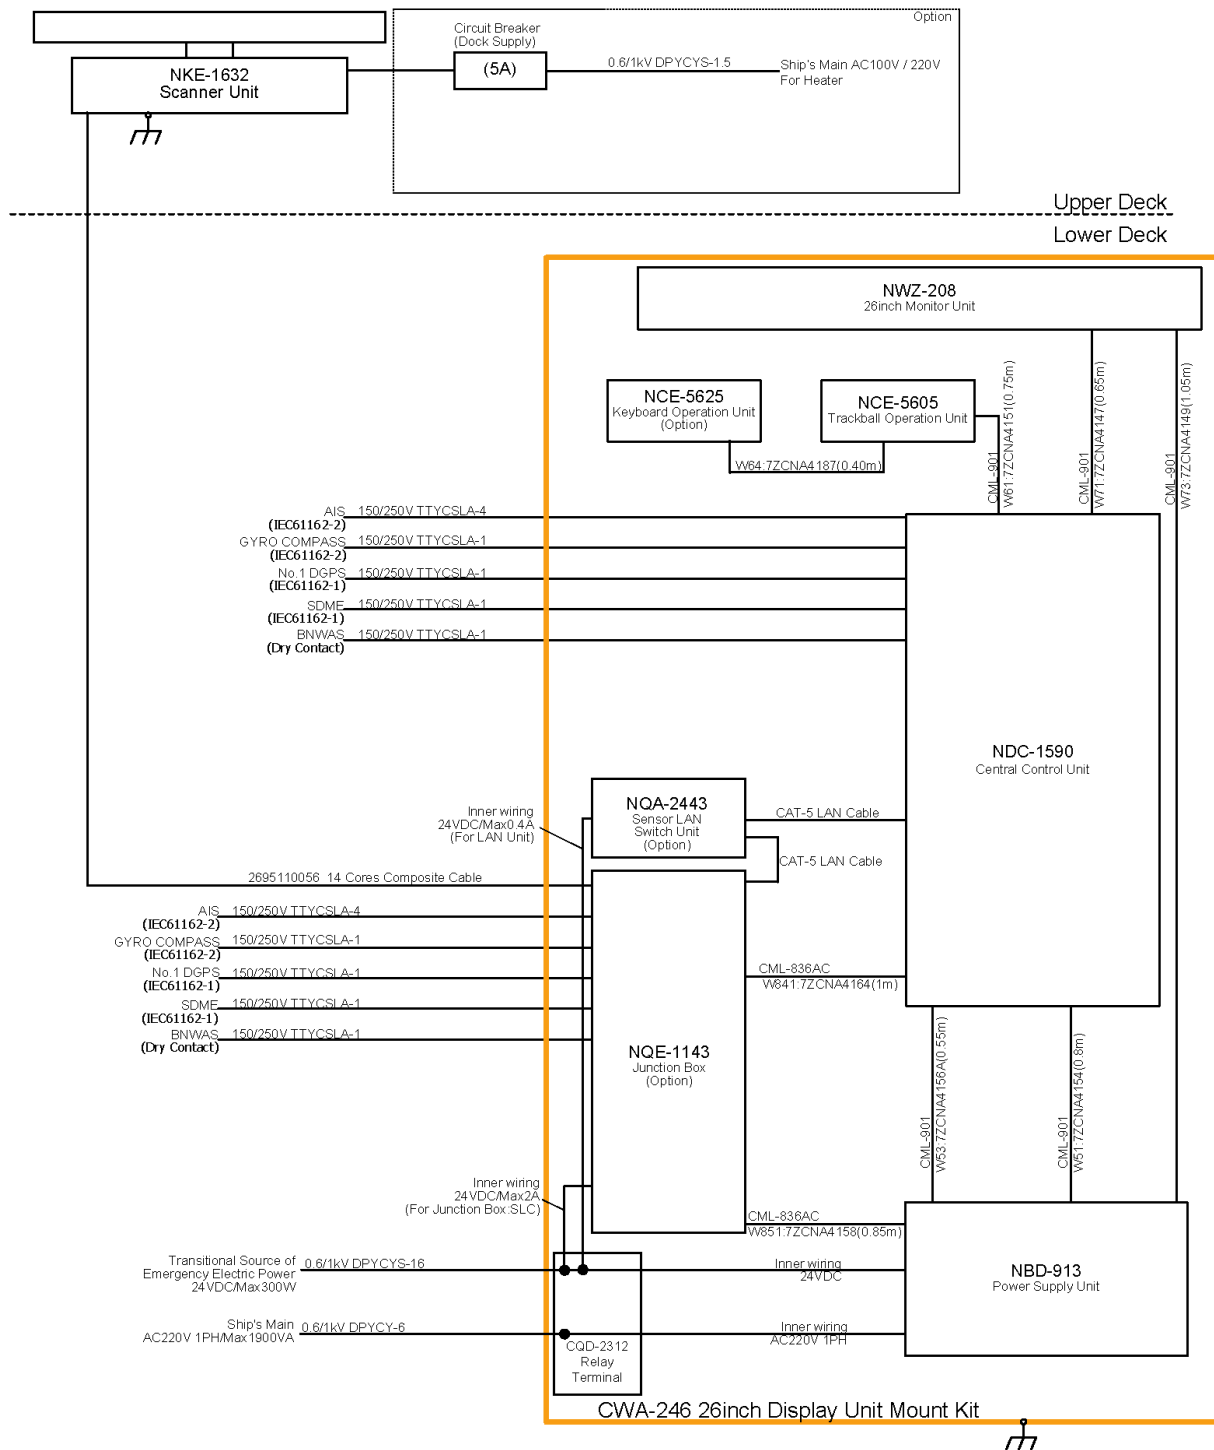 Option
Circuit Breaker
(Dock Supply)
(5A)
0.6/1kV DPYCYS-1.5
Ship's Main AC100V / 220V
For Heater
NKE-1632
Scanner Unit
Upper Deck
Lower Deck
NWZ-208
26inch Monitor Unit
NCE-5625
Keyboard Operation Unit
(Option)
NCE-5605
Trackball Operation Unit
W64:7ZCNA4187(0.40m)
CML-901
W61:7ZCNA4151(0.75m)
CML-901
W71:7ZCNA4147(0.65m)
CML-901
W73:7ZCNA4149(1.05m)
AIS 150/250V TTYCSLA-4
(IEC61162-2)
GYRO COMPASS 150/250V TTYCSLA-1
(IEC61162-2)
No.1 DGPS 150/250V TTYCSLA-1
(IEC61162-1)
SDME 150/250V TTYCSLA-1
(IEC61162-1)
BNWAS 150/250V TTYCSLA-1
(Dry Contact)
NDC-1590
Central Control Unit
Inner wiring
24VDC/Max0.4A
(For LAN Unit)
NQA-2443
Sensor LAN
Switch Unit
(Option)
CAT-5 LAN Cable
CAT-5 LAN Cable
2695110056 14 Cores Composite Cable
AIS 150/250V TTYCSLA-4
(IEC61162-2)
GYRO COMPASS 150/250V TTYCSLA-1
(IEC61162-2)
No.1 DGPS 150/250V TTYCSLA-1
(IEC61162-1)
SDME 150/250V TTYCSLA-1
(IEC61162-1)
BNWAS 150/250V TTYCSLA-1
(Dry Contact)
CML-836AC
W841:7ZCNA4164(1m)
NQE-1143
Junction Box
(Option)
CML-901
W53:7ZCNA4156A(0.55m)
CML-901
W51:7ZCNA4154(0.8m)
Inner wiring
24VDC/Max2A
(For Junction Box:SLC)
CML-836AC
W851:7ZCNA4158(0.85m)
Transitional Source of
Emergency Electric Power
24VDC/Max300W
0.6/1kV DPYCYS-16
Inner wiring
24VDC
NBD-913
Power Supply Unit
Ship's Main
AC220V 1PH/Max1900VA
0.6/1kV DPYCY-6
Inner wiring
AC220V 1PH
CQD-2312
Relay
Terminal
CWA-246 26inch Display Unit Mount Kit